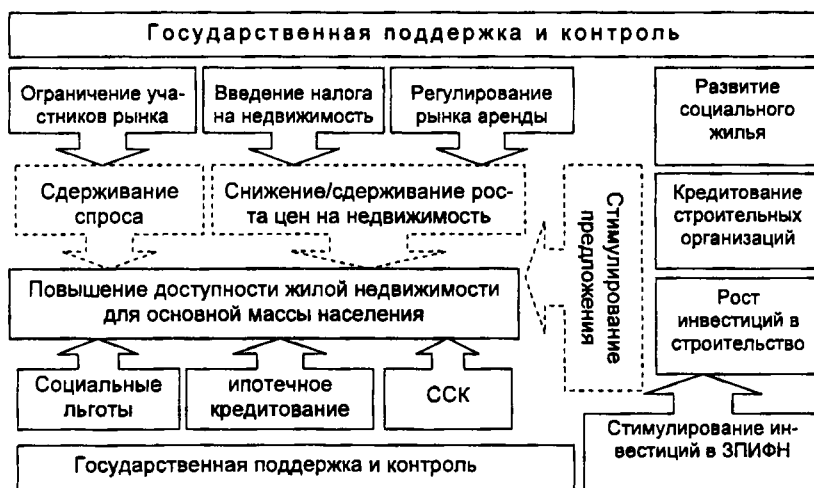 Государственная поддержка и контроль
Ограничение уча-
стников рынка
Введение налога
на недвижимость
Регулирование
рынка аренды
Развитие
социального
жилья
Сдерживание
спроса
Снижение/сдерживание рос-
та цен на недвижимость
Стимулирование
предложения
Кредитование
строительных
организаций
Повышение доступности жилой недвижимости
для основной массы населения
Рост
инвестиций в
строительство
Социальные
льготы
ипотечное
кредитование
ССК
Стимулирование ин-
вестиций в ЗПИФН
Государственная поддержка и контроль